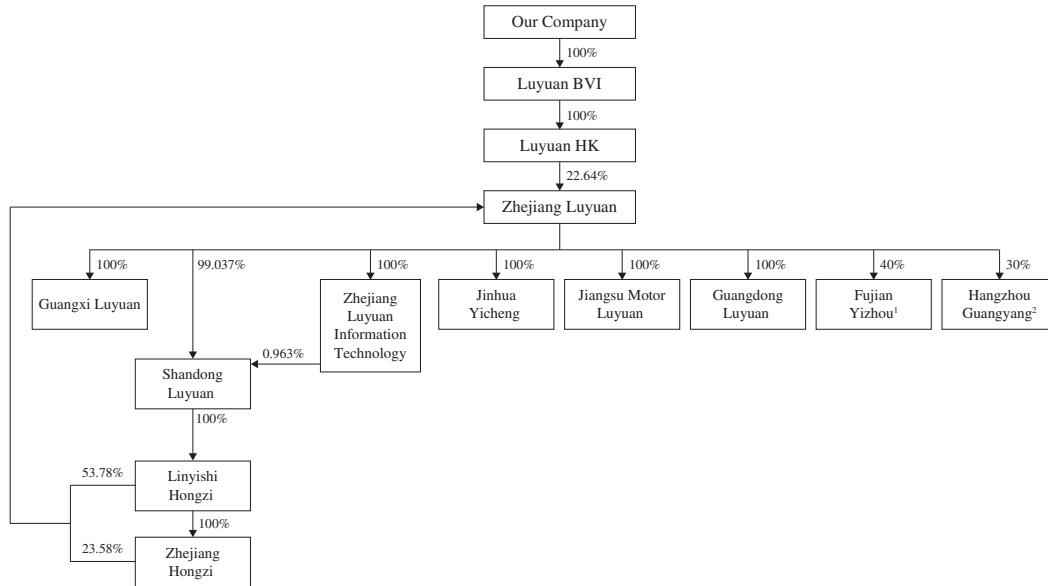 Our Company
100%
Luyuan BVI
100%
Luyuan HK
22.64%
Zhejiang Luyuan
100%
99.037%
100%
100%
100%
100%
40%
30%
Guangxi Luyuan
Zhejiang
Luyuan
Information
Technology
Jinhua
Yicheng
Jiangsu Motor
Luyuan
Guangdong
Luyuan
Fujian
Yizhou¹
Hangzhou
Guangyang²
0.963%
Shandong
Luyuan
100%
53.78%
Linyishi
Hongzi
100%
23.58%
Zhejiang
Hongzi